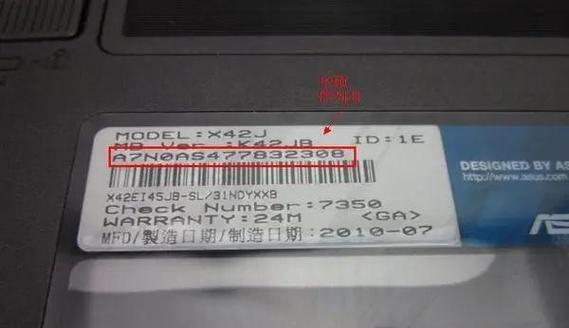 MODEL:X42J
MB Ver :K42JB
ID:1E
A7N0AS477832308
X42EI45JB-SL/31NDYXXB
Check Number:7350
WARRANTY:24M <GA>
MFD/製造日期/制造日期:2010-07
DESIGNED BY AS
http://www.asus.com
AS